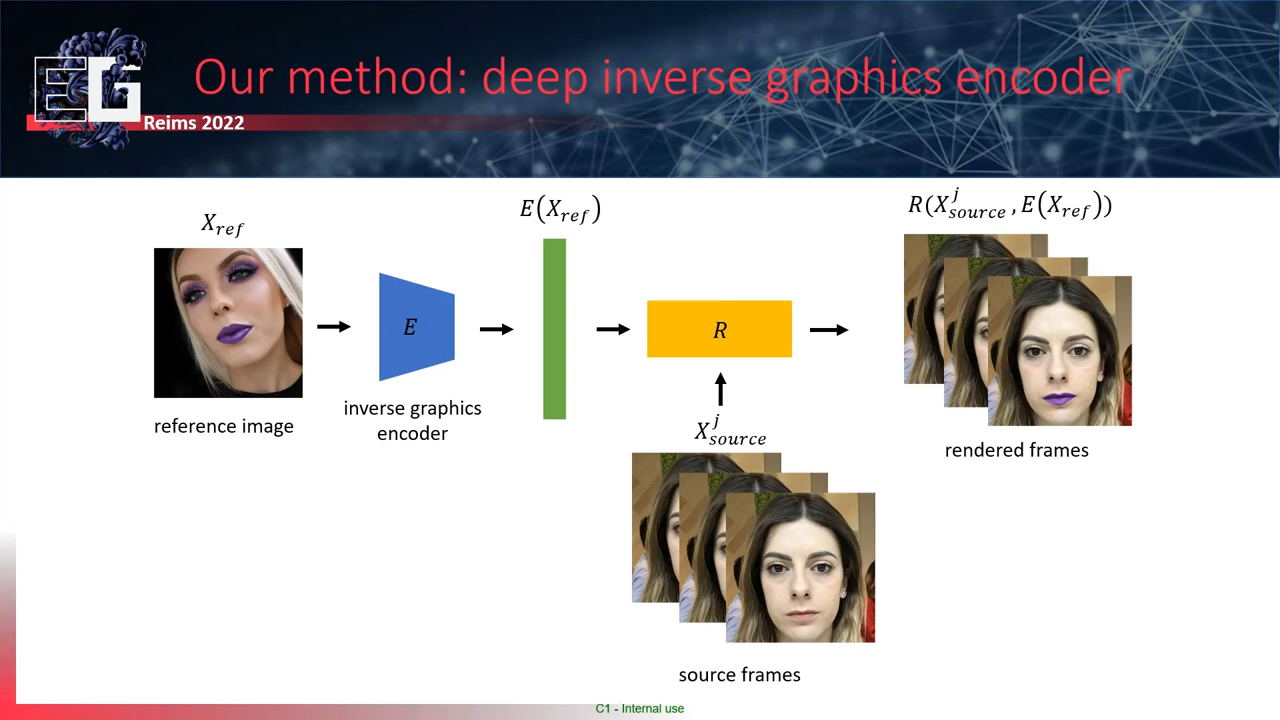 Our method: deep inverse graphics encoder
EG
Reims 2022
X_ref
reference image
E
inverse graphics
encoder
E(X_ref)
R
X^j_source
source frames
R(X^j_source, E(X_ref))
rendered frames
C1 - Internal use